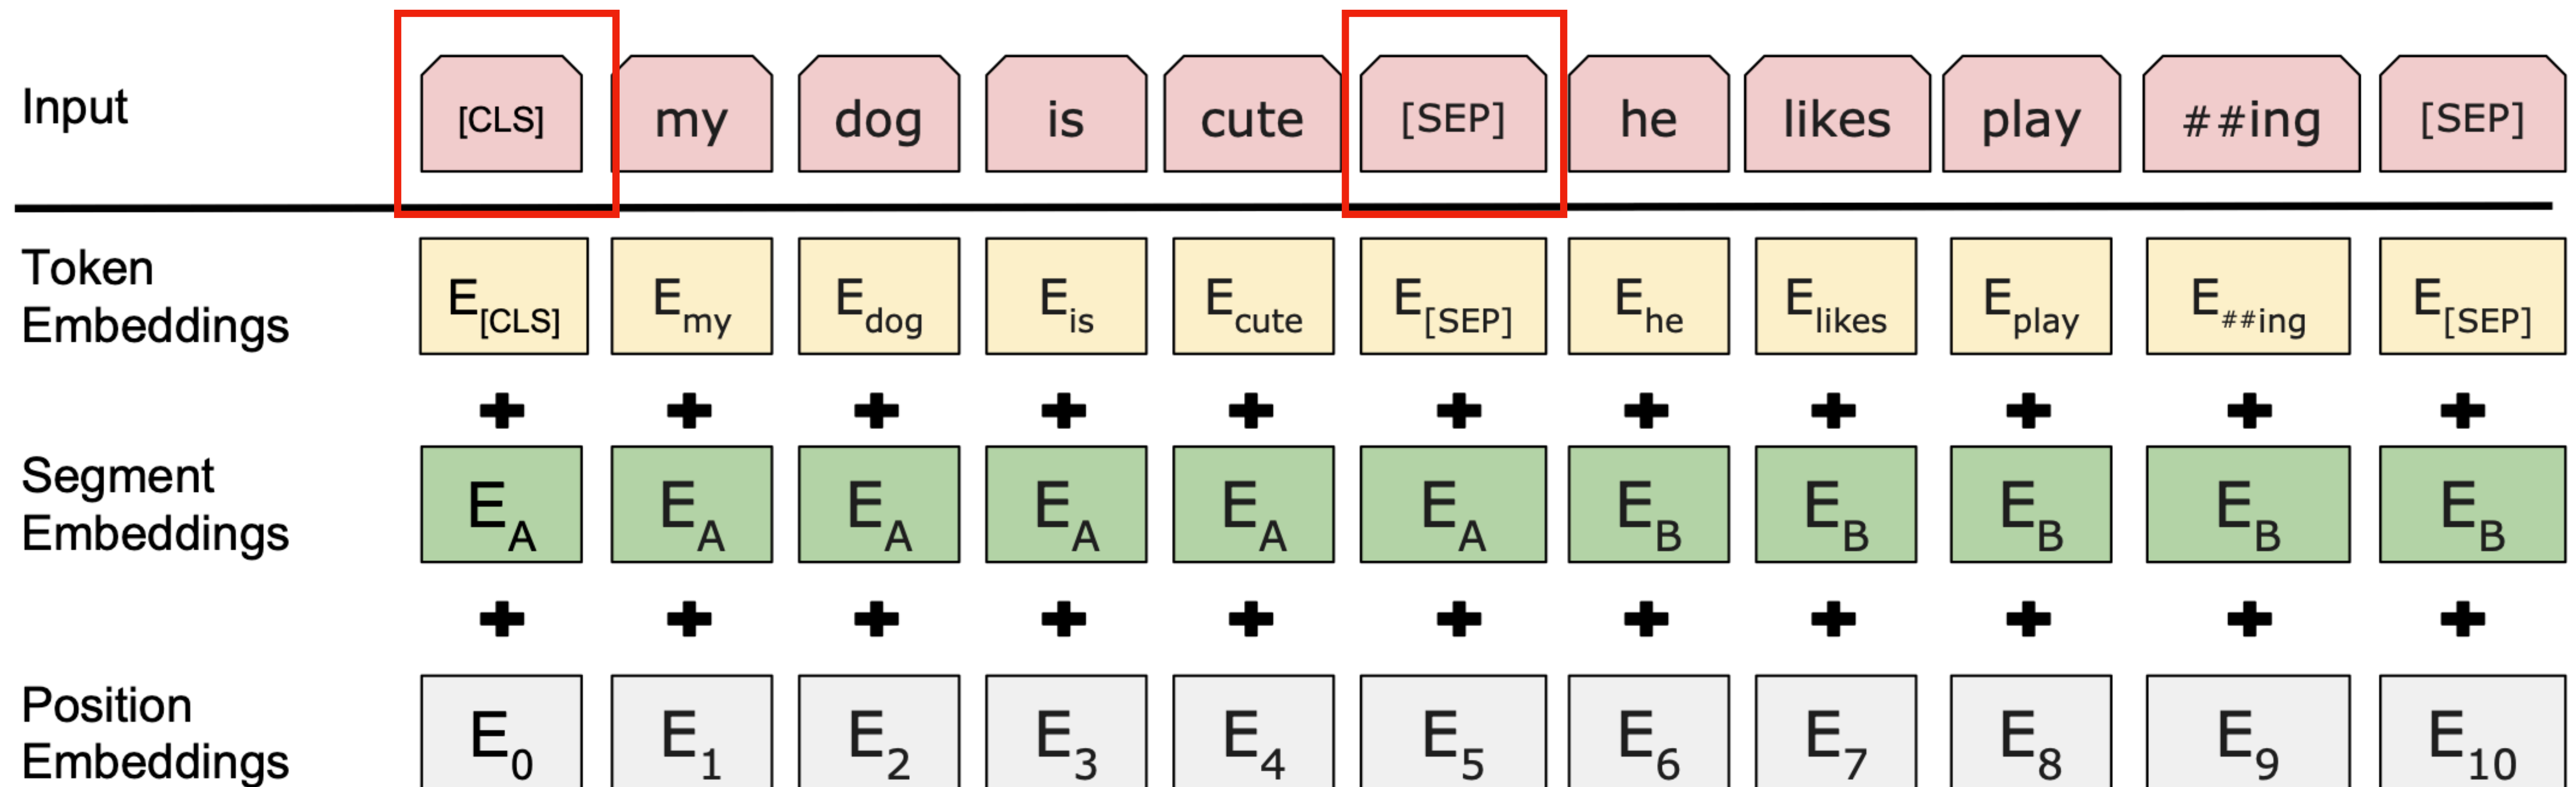 Input [CLS] my dog is cute [SEP] he likes play ##ing [SEP]
Token
Embeddings
E[CLS] Emy Edog Eis Ecute E[SEP] Ehe Elikes Eplay E##ing E[SEP]
+ + + + + + + + + + +
Segment
Embeddings
EA EA EA EA EA EA EB EB EB EB EB
+ + + + + + + + + + +
Position
Embeddings
E0 E1 E2 E3 E4 E5 E6 E7 E8 E9 E10